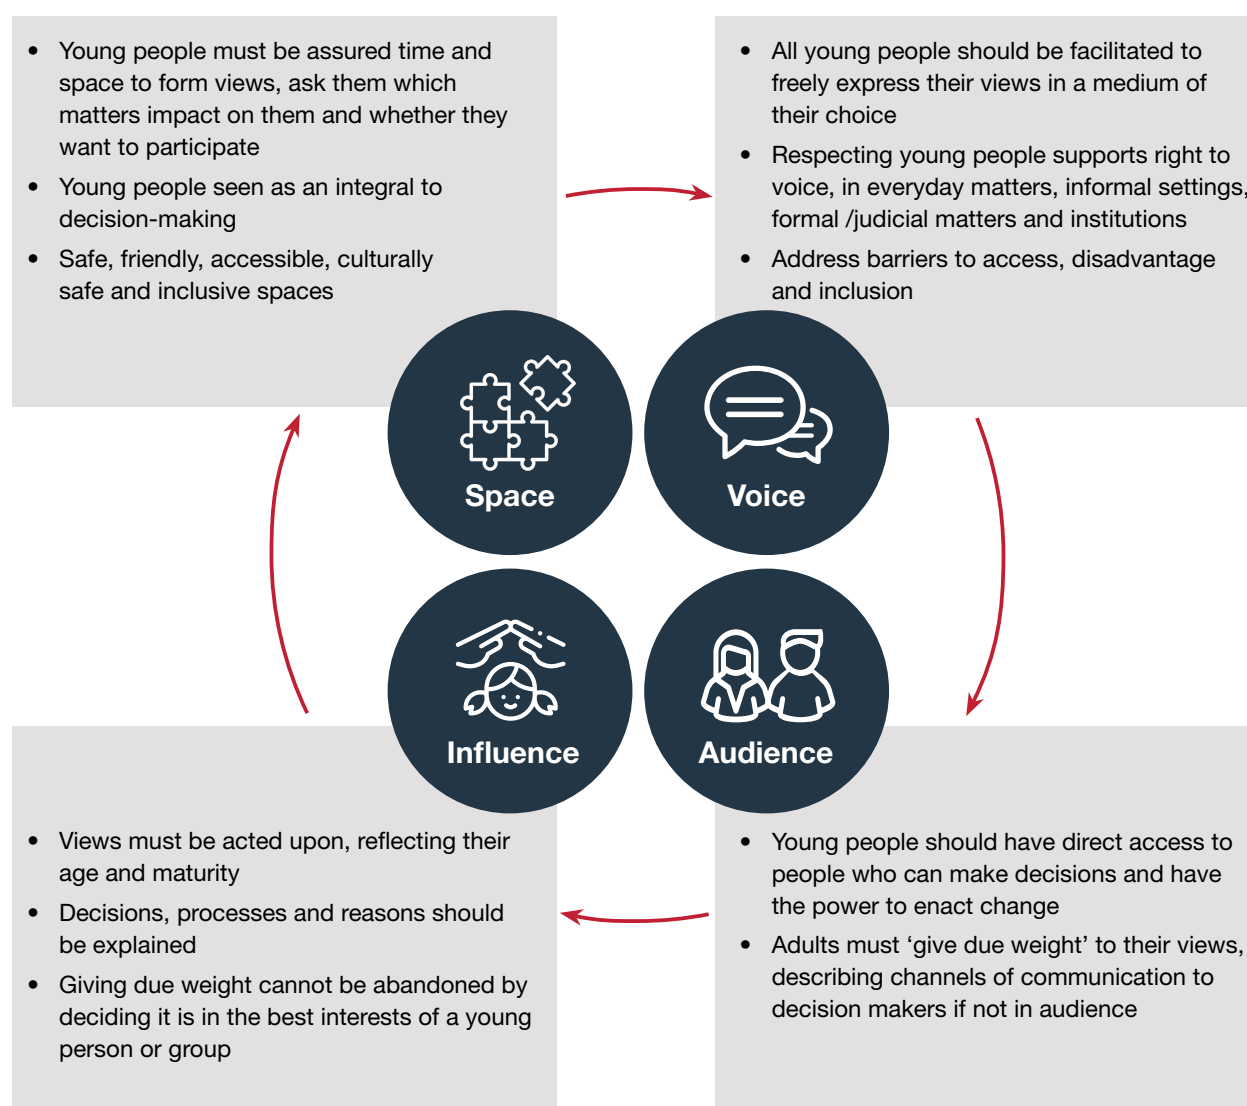 • Young people must be assured time and
space to form views, ask them which
matters impact on them and whether they
want to participate
• Young people seen as an integral to
decision-making
• Safe, friendly, accessible, culturally
safe and inclusive spaces
• All young people should be facilitated to
freely express their views in a medium of
their choice
• Respecting young people supports right to
voice, in everyday matters, informal settings,
formal /judicial matters and institutions
• Address barriers to access, disadvantage
and inclusion
Space
Voice
Influence
Audience
• Views must be acted upon, reflecting their
age and maturity
• Decisions, processes and reasons should
be explained
• Giving due weight cannot be abandoned by
deciding it is in the best interests of a young
person or group
• Young people should have direct access to
people who can make decisions and have
the power to enact change
• Adults must ‘give due weight’ to their views,
describing channels of communication to
decision makers if not in audience